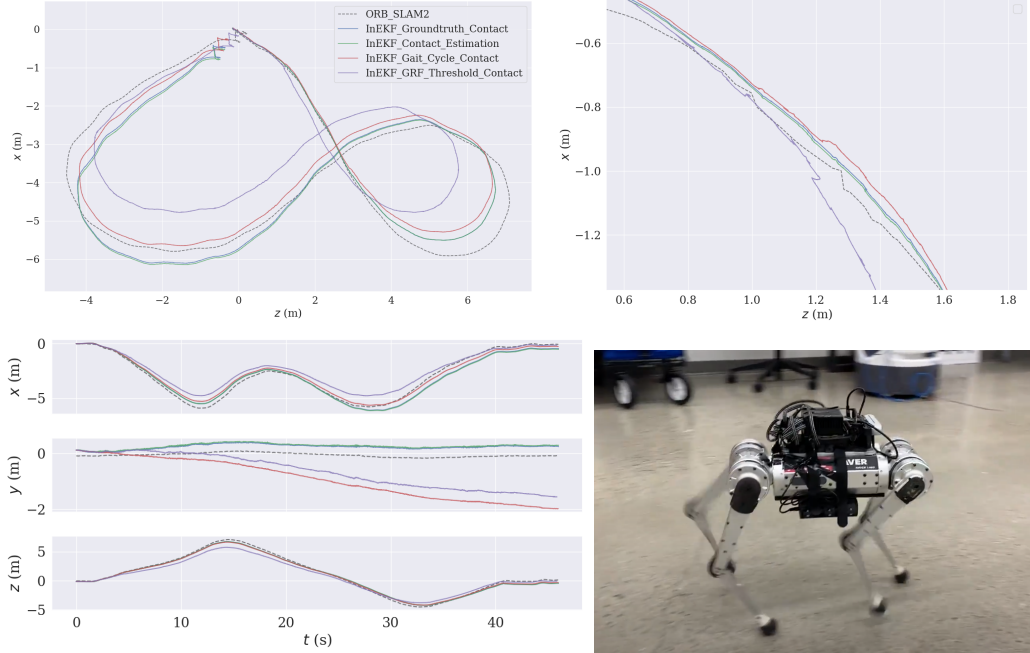 ORB_SLAM2
InEKF_Groundtruth_Contact
InEKF_Contact_Estimation
InEKF_Gait_Cycle_Contact
InEKF_GRF_Threshold_Contact
x (m)
0
−1
−2
−3
−4
−5
−6
−4 −2 0 2 4 6
z (m)
x (m)
−0.6
−0.8
−1.0
−1.2
0.6 0.8 1.0 1.2 1.4 1.6 1.8
z (m)
x (m)
0
−5
y (m)
0
−2
z (m)
5
0
−5
0 10 20 30 40
t (s)
AVER